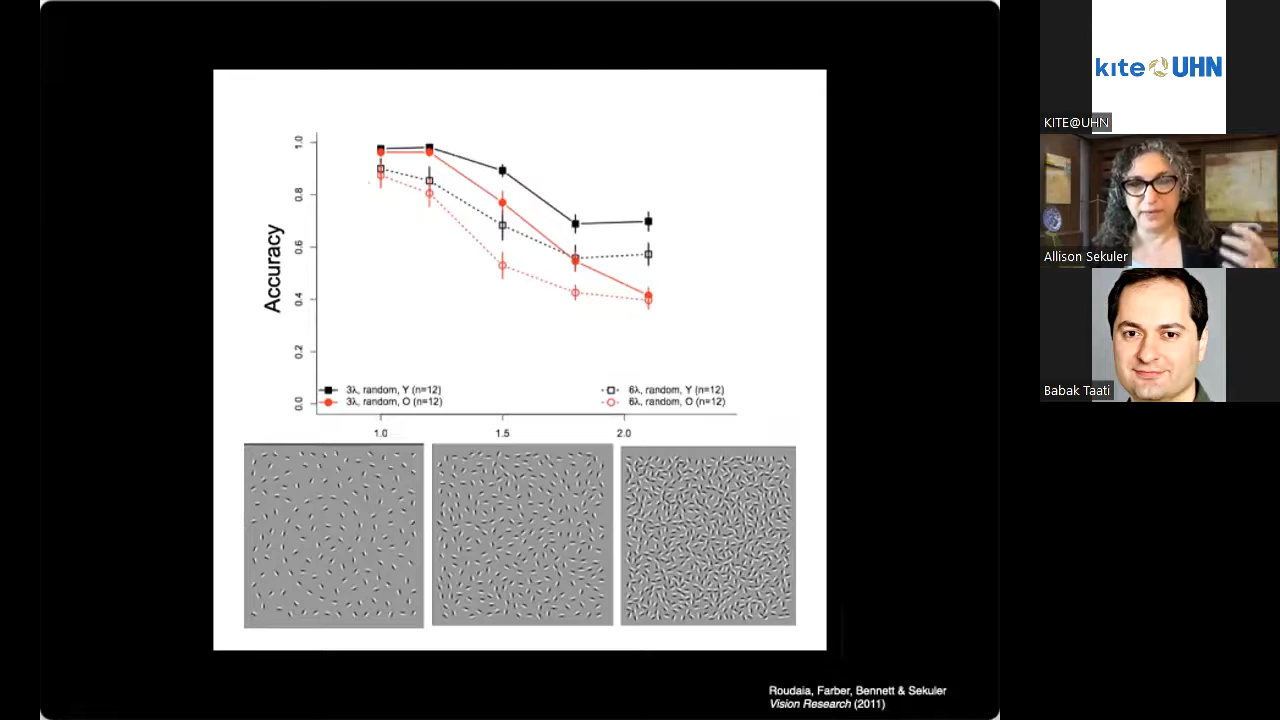 Accuracy
1.0
0.8
0.6
0.4
0.2
0.0
3λ, random, Y (n=12)
3λ, random, O (n=12)
6λ, random, Y (n=12)
6λ, random, O (n=12)
1.0 1.5 2.0
Roudaia, Farber, Bennett & Sekuler
Vision Research (2011)
kite UHN
KITE@UHN
Allison Sekuler
Babak Taati